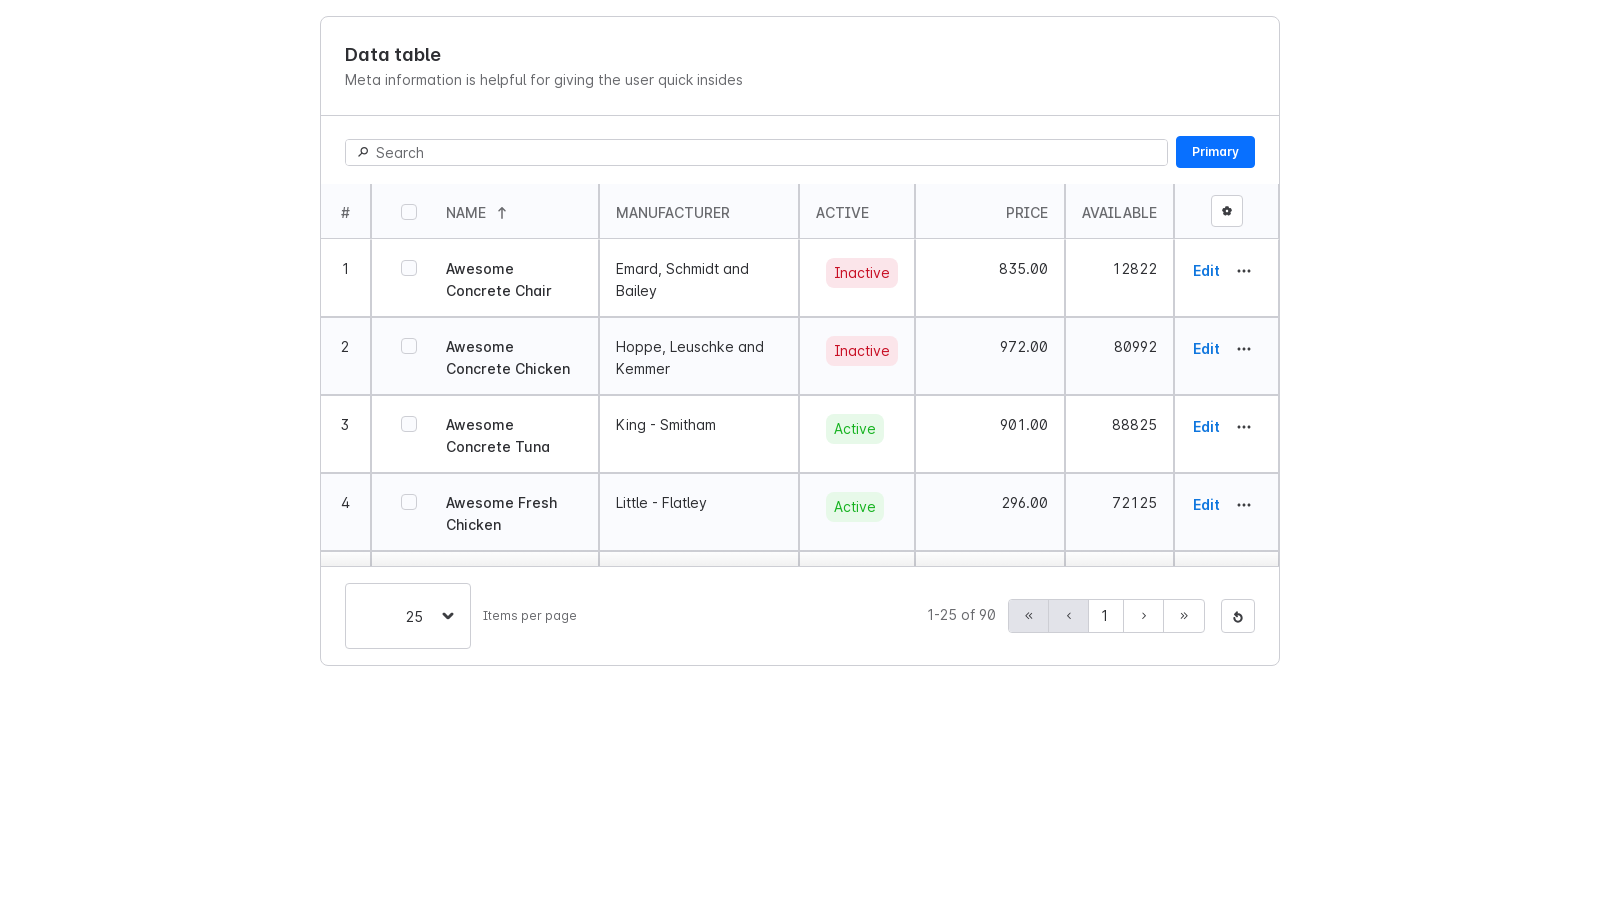 Data table
Meta information is helpful for giving the user quick insides
Search
Primary
# NAME MANUFACTURER ACTIVE PRICE AVAILABLE
1 Awesome Concrete Chair Emard, Schmidt and Bailey Inactive 835.00 12822 Edit
2 Awesome Concrete Chicken Hoppe, Leuschke and Kemmer Inactive 972.00 80992 Edit
3 Awesome Concrete Tuna King - Smitham Active 901.00 88825 Edit
4 Awesome Fresh Chicken Little - Flatley Active 296.00 72125 Edit
25 Items per page 1-25 of 90 « ‹ 1 › »